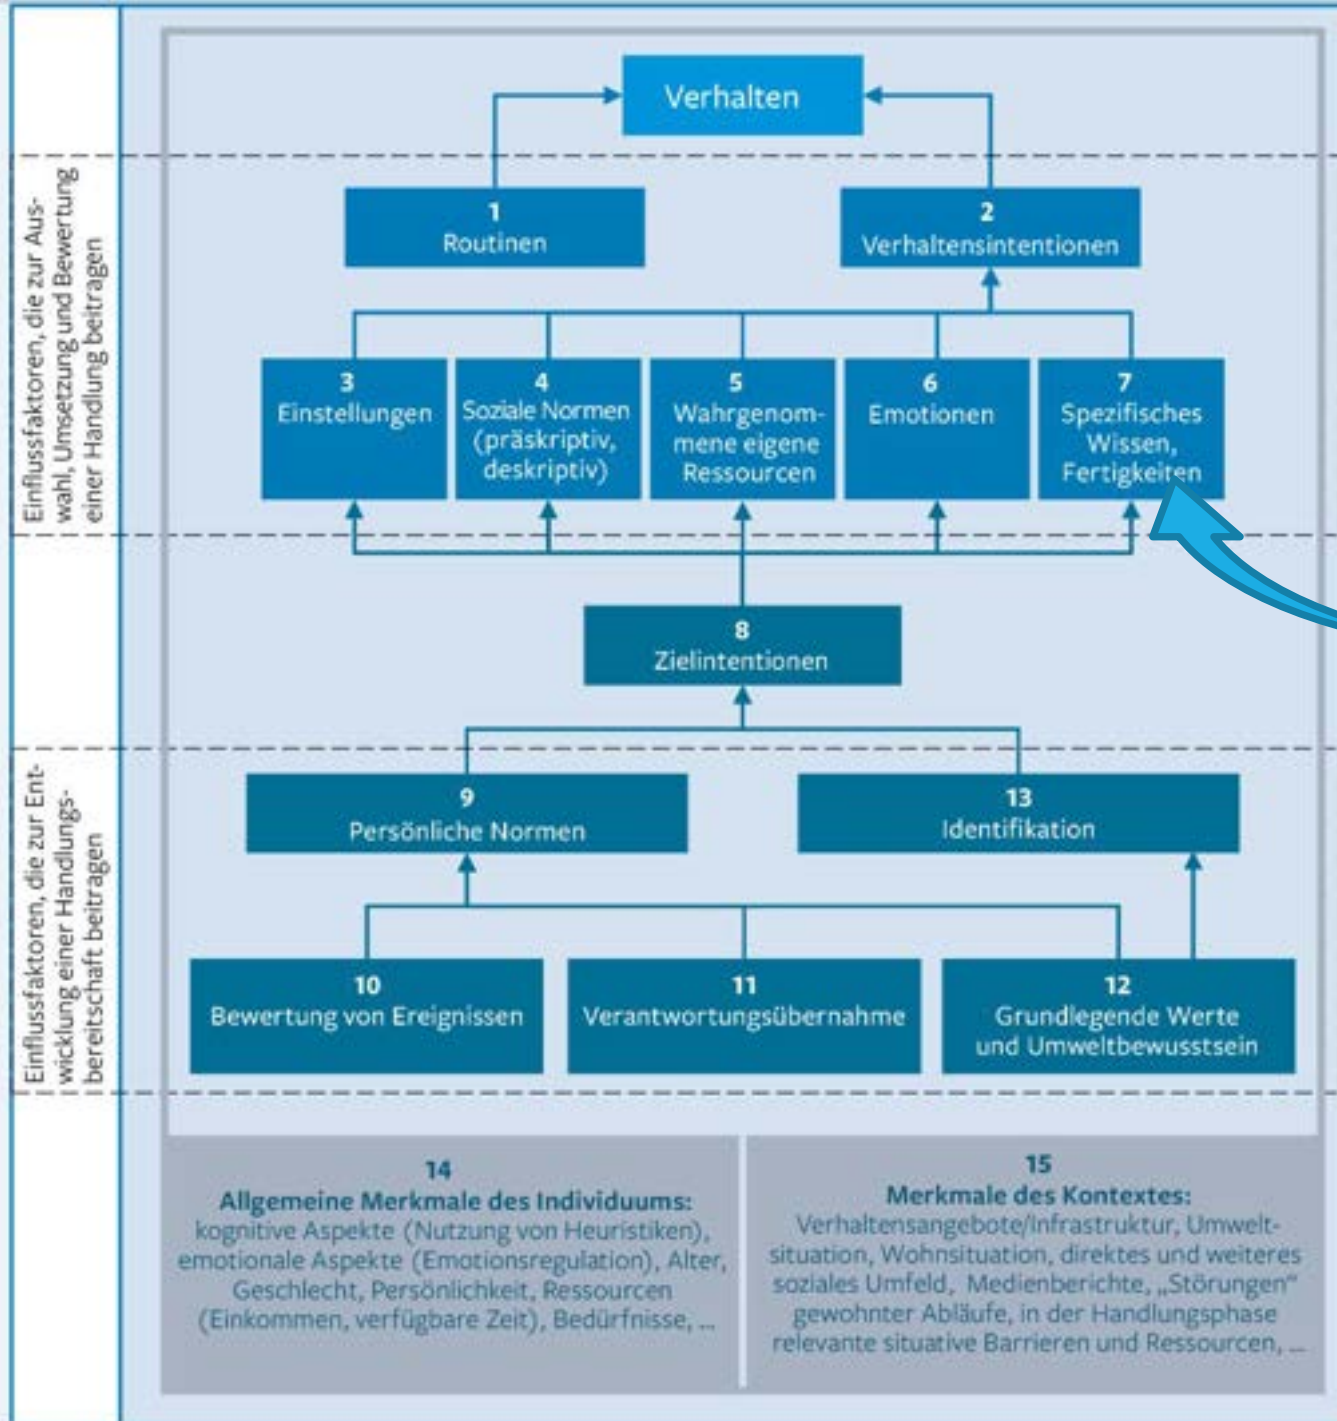 Verhalten
Einflussfaktoren, die zur Aus-
wahl, Umsetzung und Bewertung
einer Handlung beitragen
1
Routinen
2
Verhaltensintentionen
3
Einstellungen
4
Soziale Normen
(präskriptiv,
deskriptiv)
5
Wahrgenom-
mene eigene
Ressourcen
6
Emotionen
7
Spezifisches
Wissen,
Fertigkeiten
8
Zielintentionen
Einflussfaktoren, die zur Ent-
wicklung einer Handlungs-
bereitschaft beitragen
9
Persönliche Normen
13
Identifikation
10
Bewertung von Ereignissen
11
Verantwortungsübernahme
12
Grundlegende Werte
und Umweltbewusstsein
14
Allgemeine Merkmale des Individuums:
kognitive Aspekte (Nutzung von Heuristiken),
emotionale Aspekte (Emotionsregulation), Alter,
Geschlecht, Persönlichkeit, Ressourcen
(Einkommen, verfügbare Zeit), Bedürfnisse, ...
15
Merkmale des Kontextes:
Verhaltensangebote/Infrastruktur, Umwelt-
situation, Wohnsituation, direktes und weiteres
soziales Umfeld, Medienberichte, „Störungen“
gewohnter Abläufe, in der Handlungsphase
relevante situative Barrieren und Ressourcen, ...